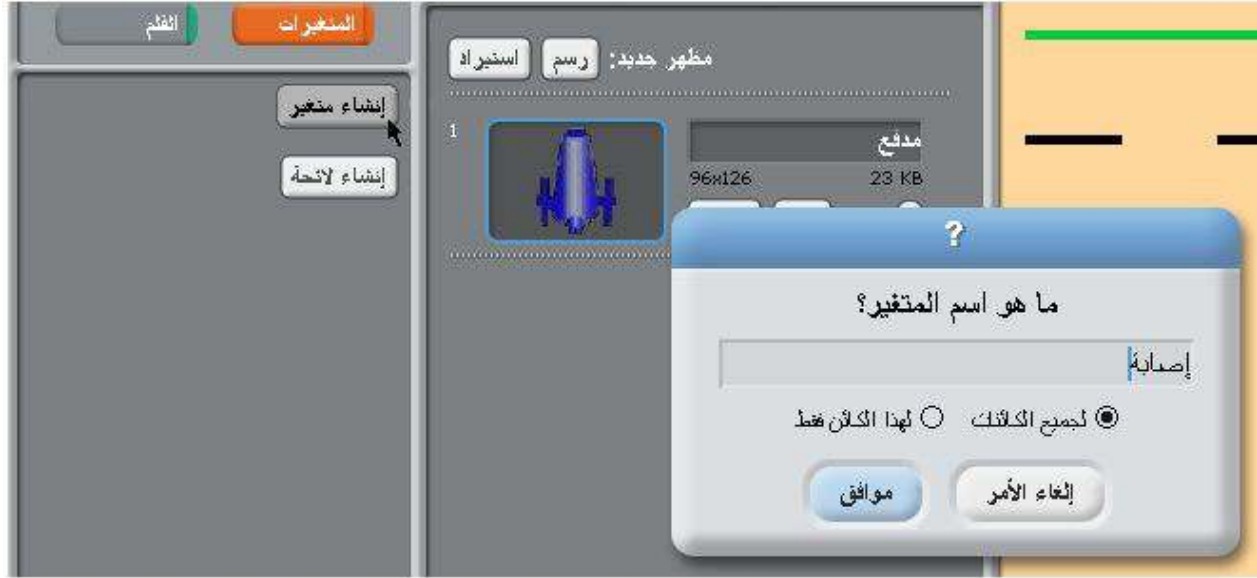 المتغيرات القلم
إنشاء متغير
إنشاء لائحة
مظهر جديد: رسم استيراد
1
مدفع
96x126 23 KB
?
ما هو اسم المتغير؟
إصابة
لجميع الكائنات لهذا الكائن فقط
إلغاء الأمر موافق